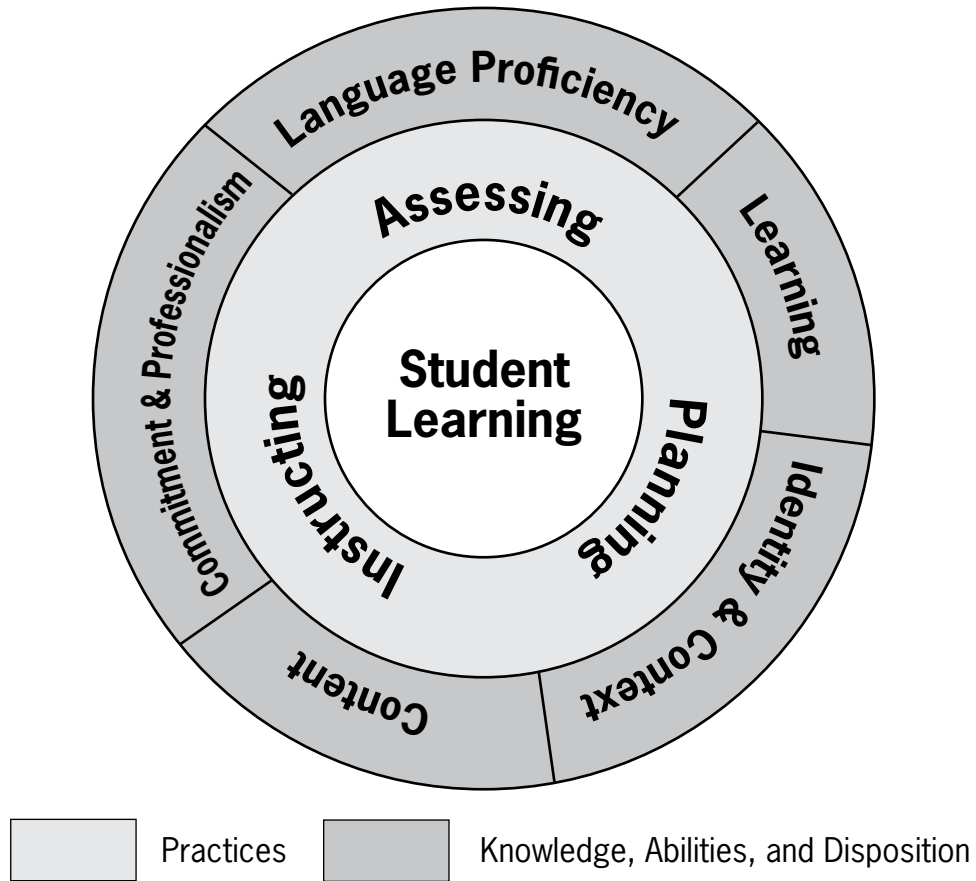 Language Proficiency
Learning
Identity & Context
Content
Commitment & Professionalism
Assessing
Planning
Instructing
Student
Learning
Practices
Knowledge, Abilities, and Disposition